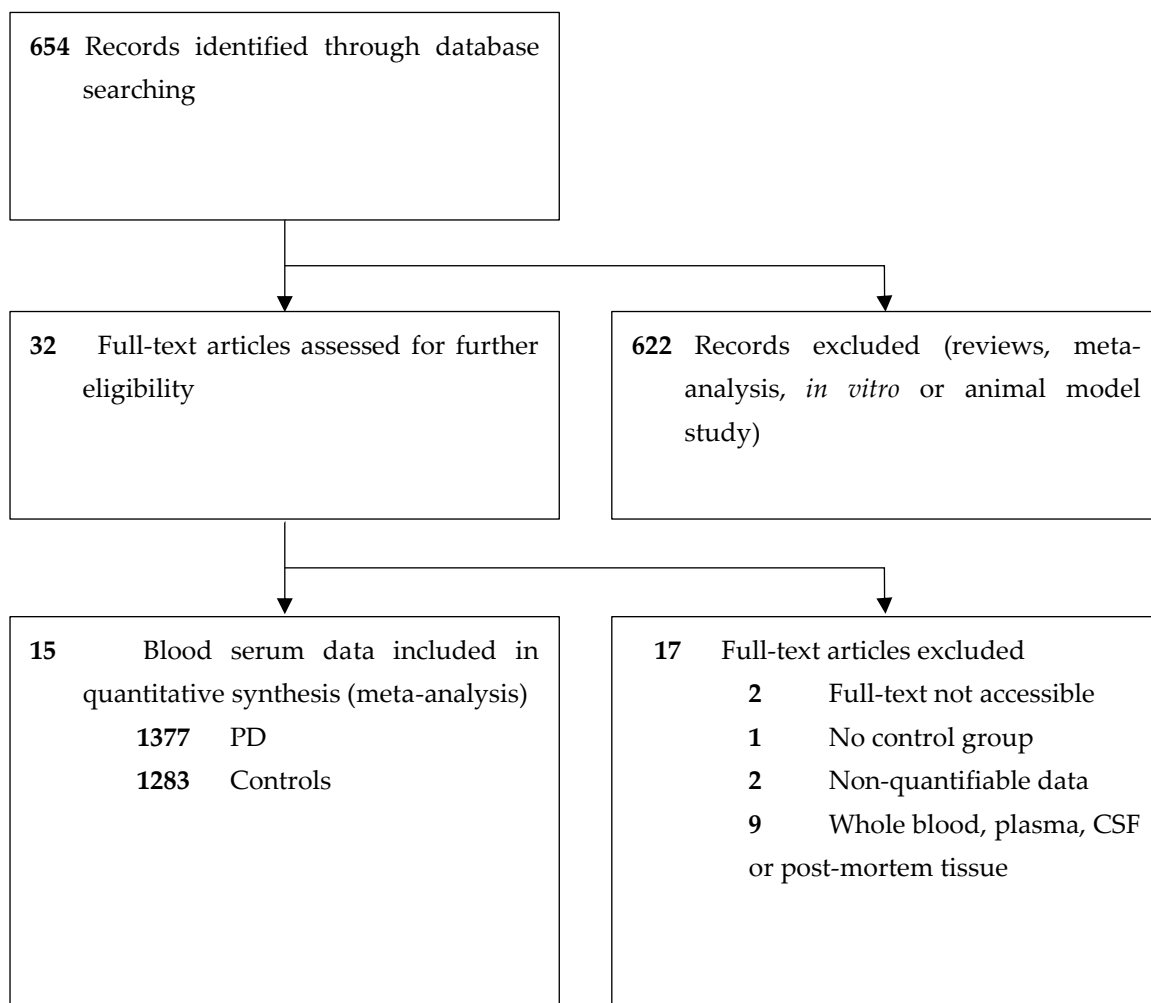 654 Records identified through database
searching
32 Full-text articles assessed for further
eligibility
622 Records excluded (reviews, meta-
analysis, in vitro or animal model
study)
15 Blood serum data included in
quantitative synthesis (meta-analysis)
1377 PD
1283 Controls
17 Full-text articles excluded
2 Full-text not accessible
1 No control group
2 Non-quantifiable data
9 Whole blood, plasma, CSF
or post-mortem tissue